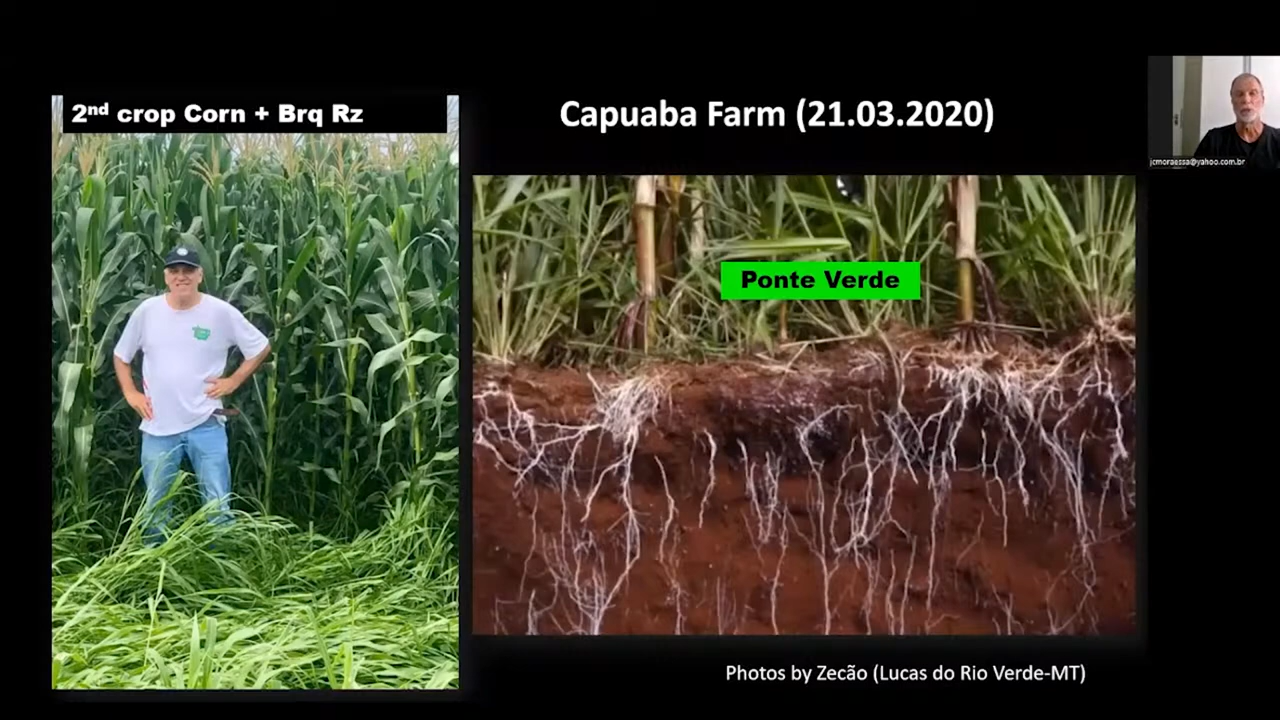 2nd crop Corn + Brq Rz
Capuaba Farm (21.03.2020)
jcmoraessa@yahoo.com.br
Ponte Verde
Photos by Zecão (Lucas do Rio Verde-MT)